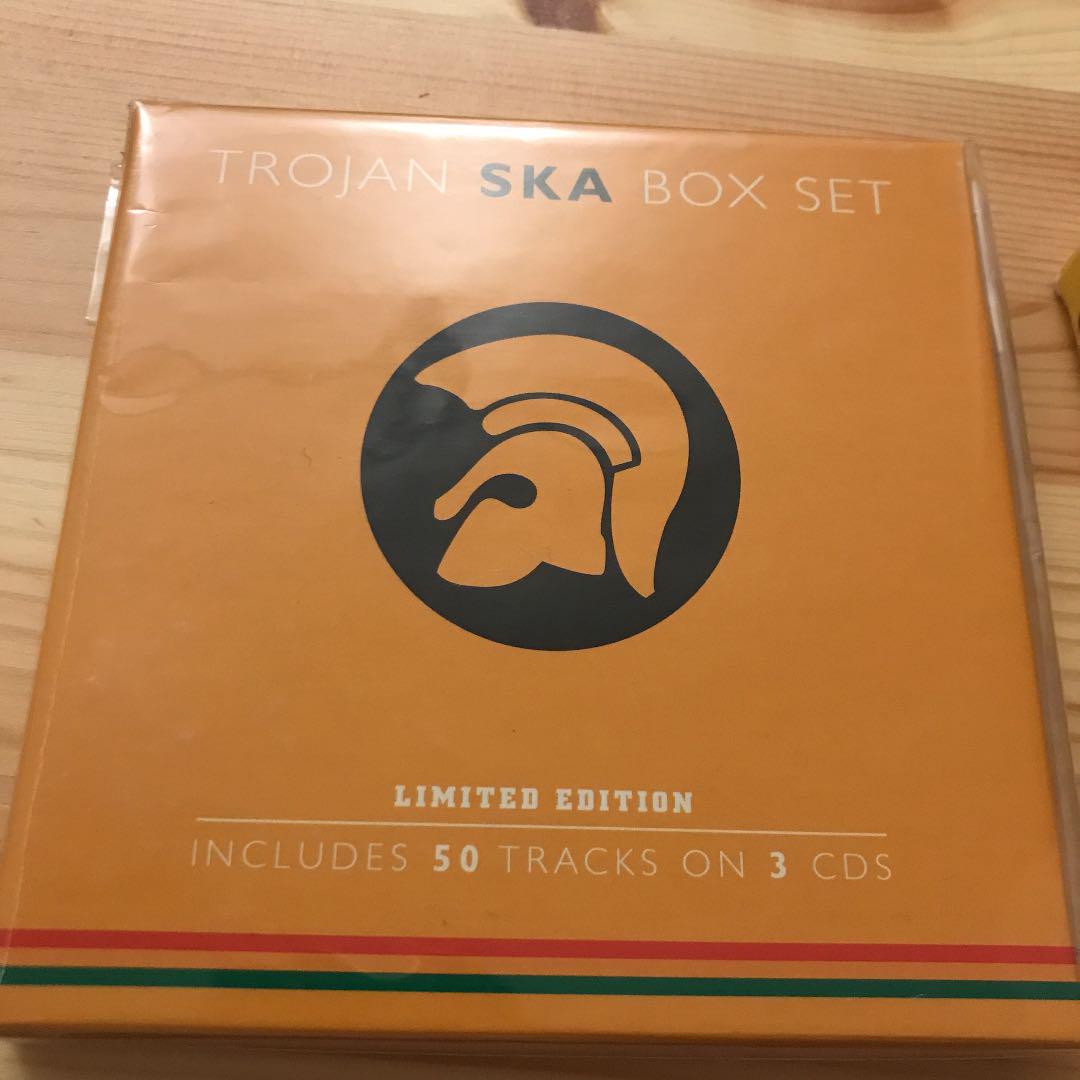 TROJAN SKA BOX SET
LIMITED EDITION
INCLUDES 50 TRACKS ON 3 CDS